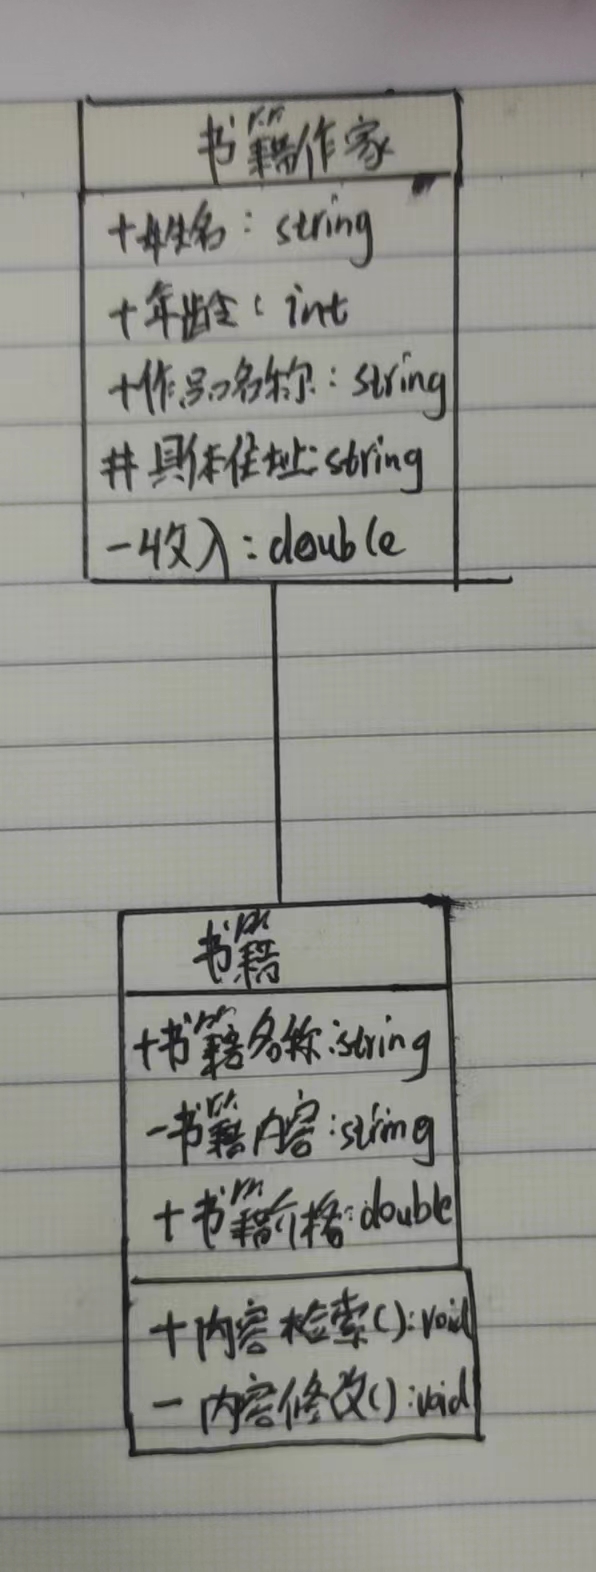 书籍作家
+姓名: string
+年龄: int
+作品名称: string
# 具体住址: string
-收入: double
书籍
+书籍名称: string
-书籍内容: string
+书籍价格: double
+内容检索(): void
-内容修改(): void